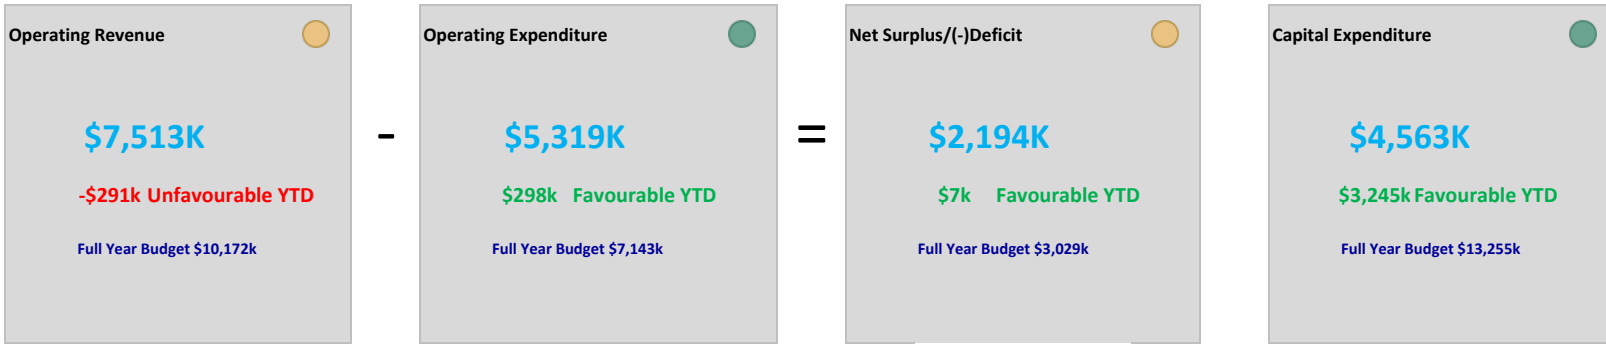 Operating Revenue
$7,513K
-$291k Unfavourable YTD
Full Year Budget $10,172k
-
Operating Expenditure
$5,319K
$298k Favourable YTD
Full Year Budget $7,143k
=
Net Surplus/(-)Deficit
$2,194K
$7k Favourable YTD
Full Year Budget $3,029k
Capital Expenditure
$4,563K
$3,245k Favourable YTD
Full Year Budget $13,255k